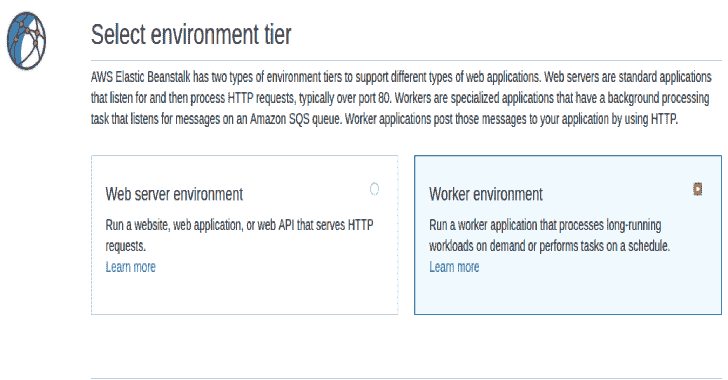 Select environment tier
AWS Elastic Beanstalk has two types of environment tiers to support different types of web applications. Web servers are standard applications
that listen for and then process HTTP requests, typically over port 80. Workers are specialized applications that have a background processing
task that listens for messages on an Amazon SQS queue. Worker applications post those messages to your application by using HTTP.
Web server environment
Run a website, web application, or web API that serves HTTP
requests.
Learn more
Worker environment
Run a worker application that processes long-running
workloads on demand or performs tasks on a schedule.
Learn more